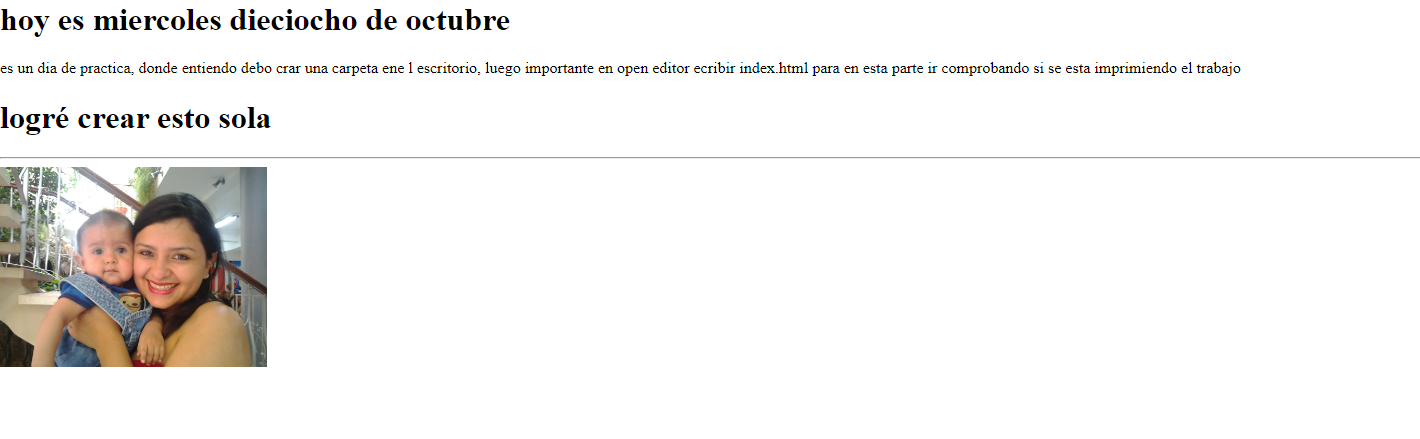 hoy es miercoles dieciocho de octubre
es un dia de practica, donde entiendo debo crar una carpeta ene l escritorio, luego importante en open editor ecribir index.html para en esta parte ir comprobando si se esta imprimiendo el trabajo
logré crear esto sola